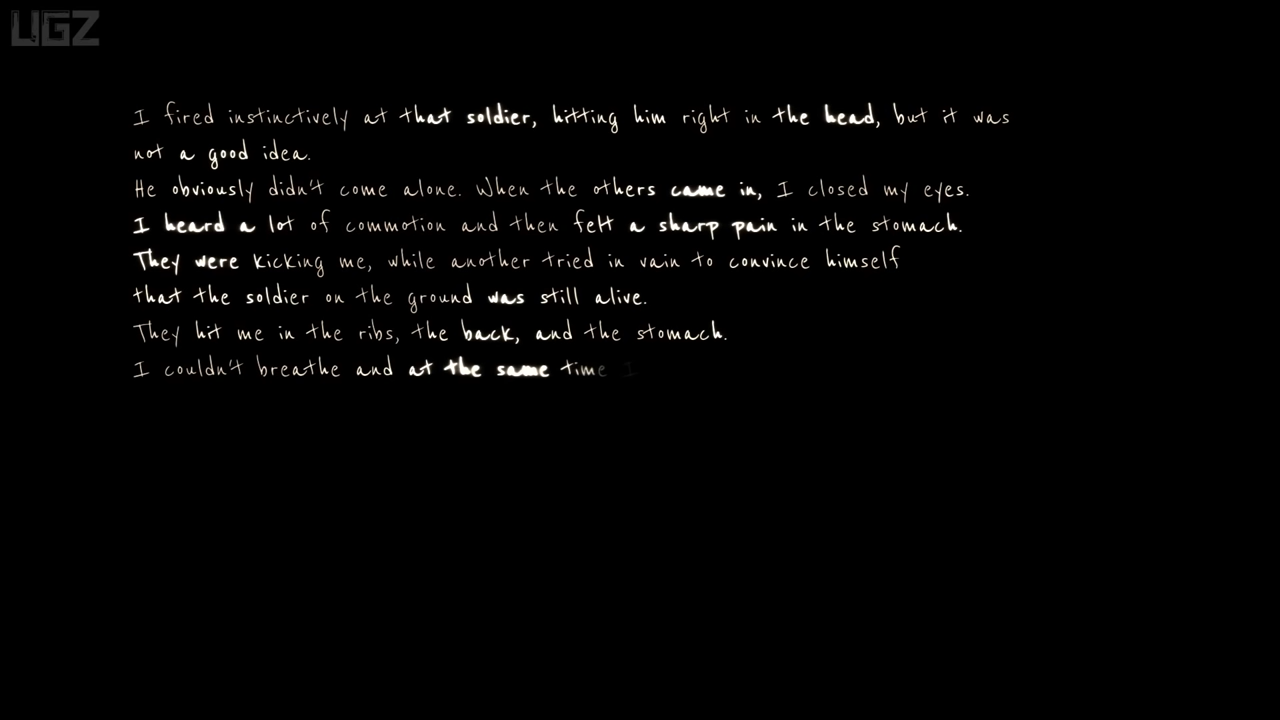 UGZ
I fired instinctively at that soldier, hitting him right in the head, but it was
not a good idea.
He obviously didn't come alone. When the others came in, I closed my eyes.
I heard a lot of commotion and then felt a sharp pain in the stomach.
They were kicking me, while another tried in vain to convince himself
that the soldier on the ground was still alive.
They hit me in the ribs, the back, and the stomach.
I couldn't breathe and at the same time I